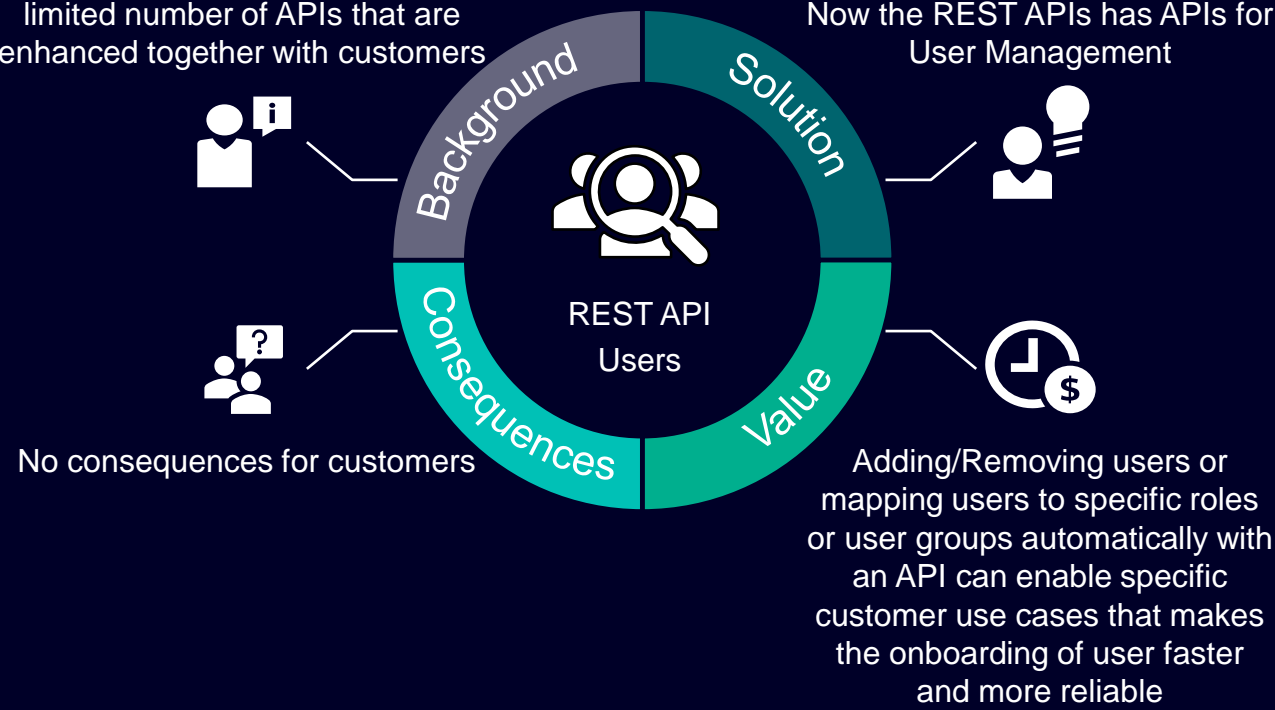 limited number of APIs that are
enhanced together with customers
Background
i
Now the REST APIs has APIs for
User Management
Solution
REST API
Users
Consequences
?
No consequences for customers
Value
$
Adding/Removing users or
mapping users to specific roles
or user groups automatically with
an API can enable specific
customer use cases that makes
the onboarding of user faster
and more reliable